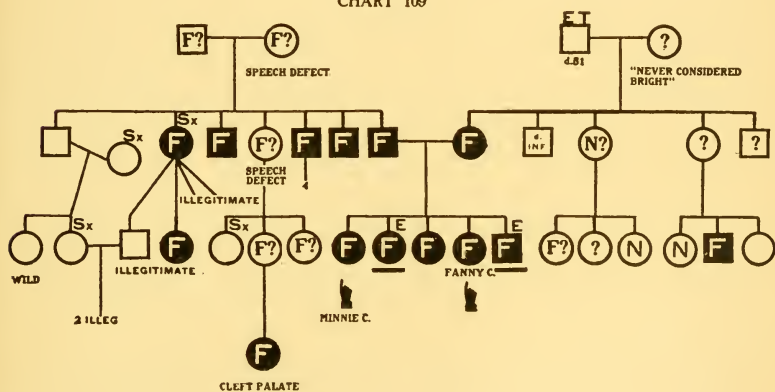 CHART 109
E T
F? F? ?
d.81
SPEECH DEFECT "NEVER CONSIDERED
BRIGHT"
Sx Sx
F F F? F F F F d. INF N? ? ?
SPEECH
DEFECT
4
ILLEGITIMATE
Sx Sx E E
F F? F? F F F F F F? ? N N F
WILD ILLEGITIMATE FANNY C.
2 ILLEG MINNIE C.
F
CLEFT PALATE